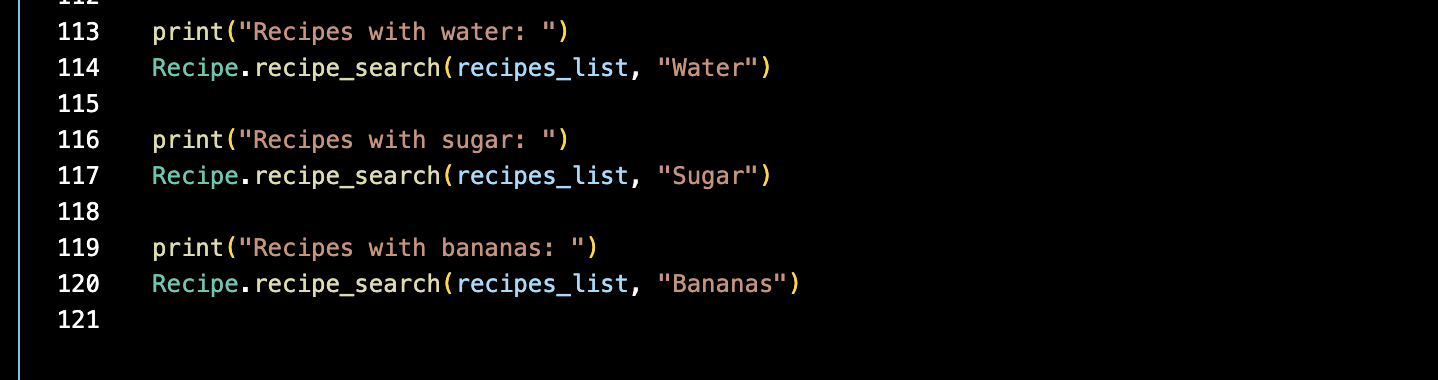 112
113 print("Recipes with water: ")
114 Recipe.recipe_search(recipes_list, "Water")
115
116 print("Recipes with sugar: ")
117 Recipe.recipe_search(recipes_list, "Sugar")
118
119 print("Recipes with bananas: ")
120 Recipe.recipe_search(recipes_list, "Bananas")
121